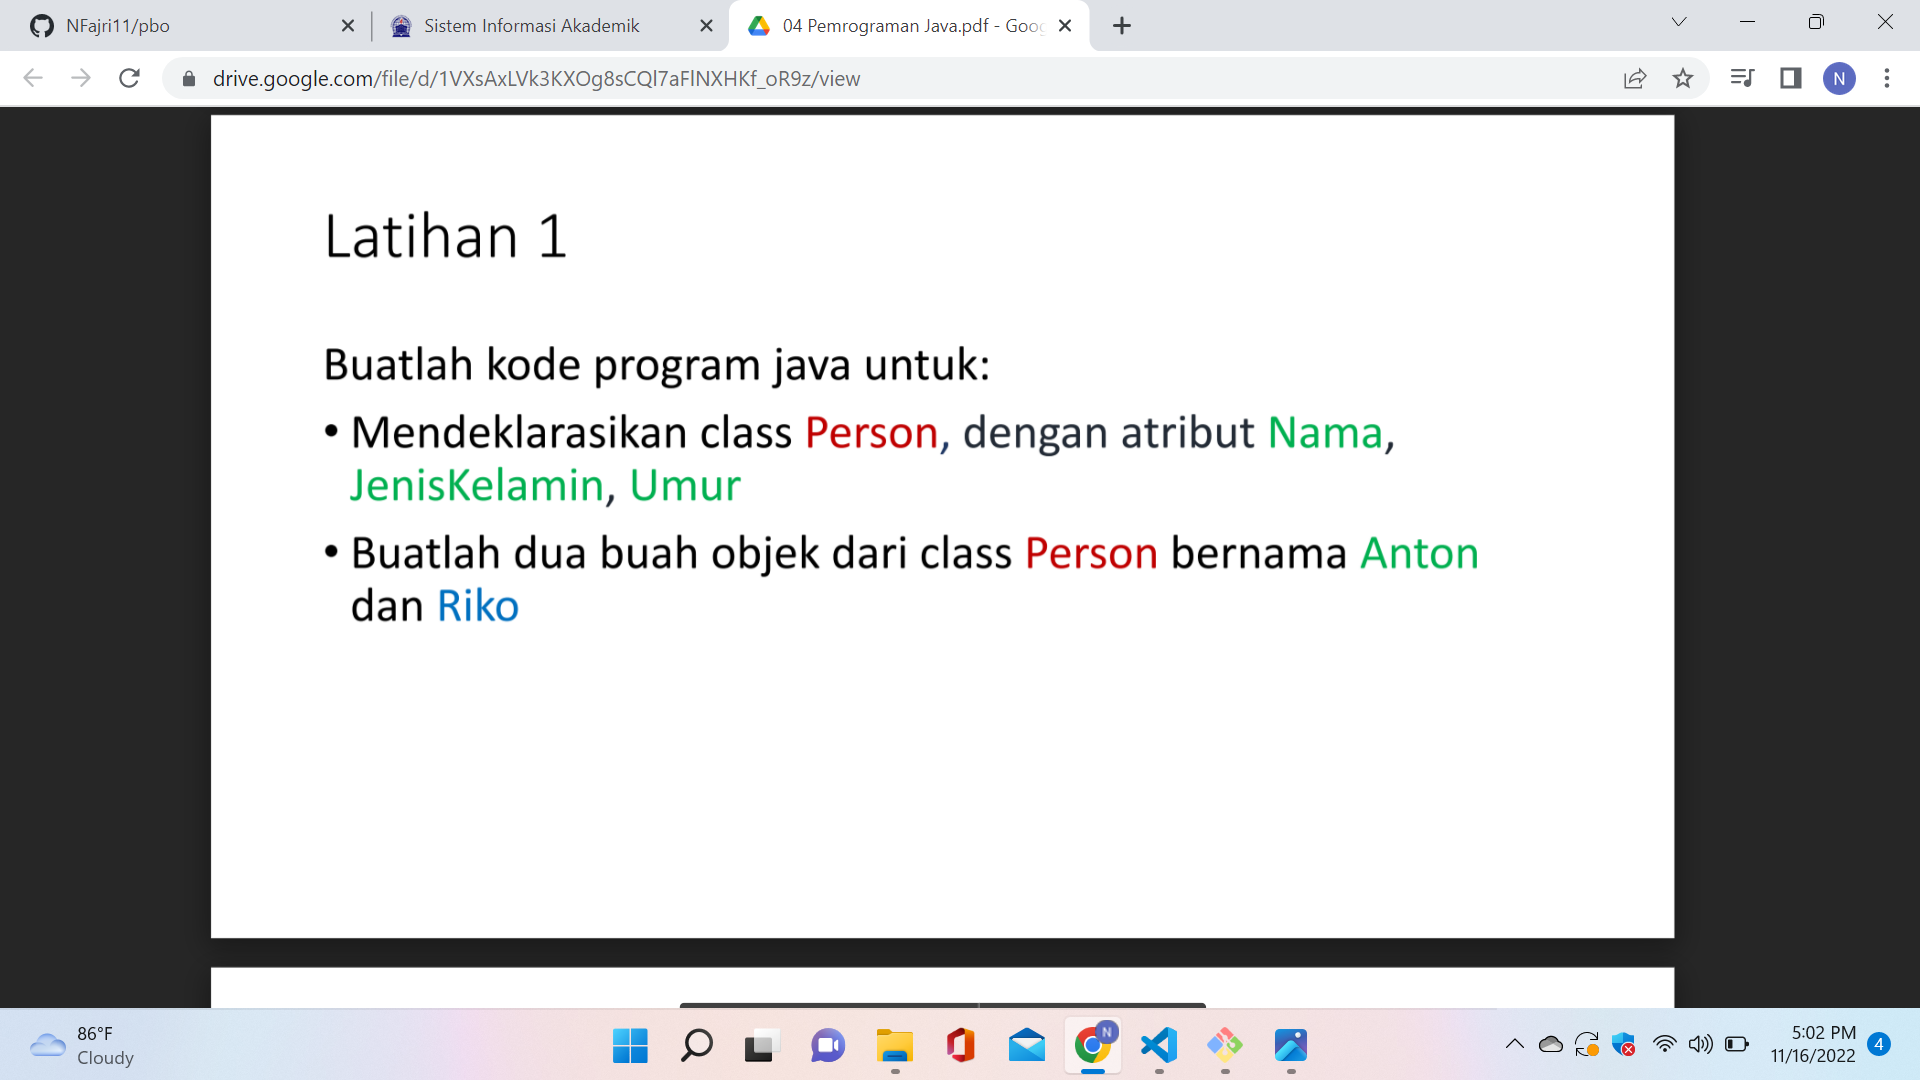 NFajri11/pbo
Sistem Informasi Akademik
04 Pemrograman Java.pdf - Goo
drive.google.com/file/d/1VXsAxLVk3KXOg8sCQl7aFlNXHKf_oR9z/view
N
Latihan 1
Buatlah kode program java untuk:
• Mendeklarasikan class Person, dengan atribut Nama,
JenisKelamin, Umur
• Buatlah dua buah objek dari class Person bernama Anton
dan Riko
86°F
Cloudy
N
5:02 PM
11/16/2022
4